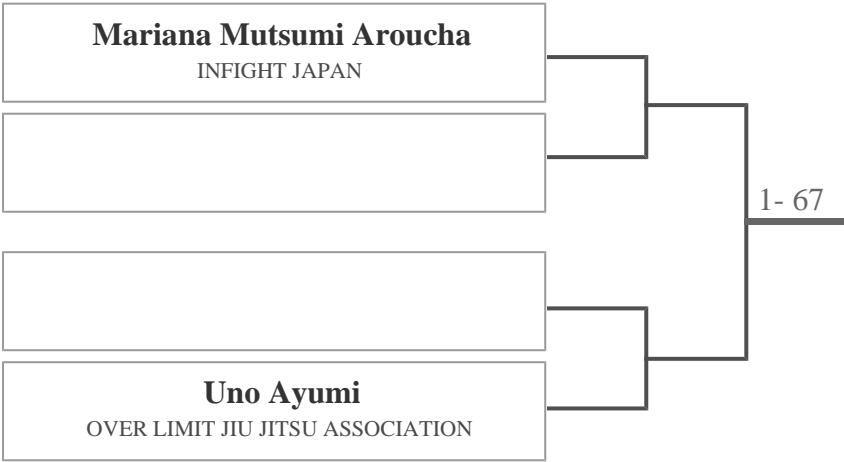 Mariana Mutsumi Aroucha
INFIGHT JAPAN
1- 67
Uno Ayumi
OVER LIMIT JIU JITSU ASSOCIATION